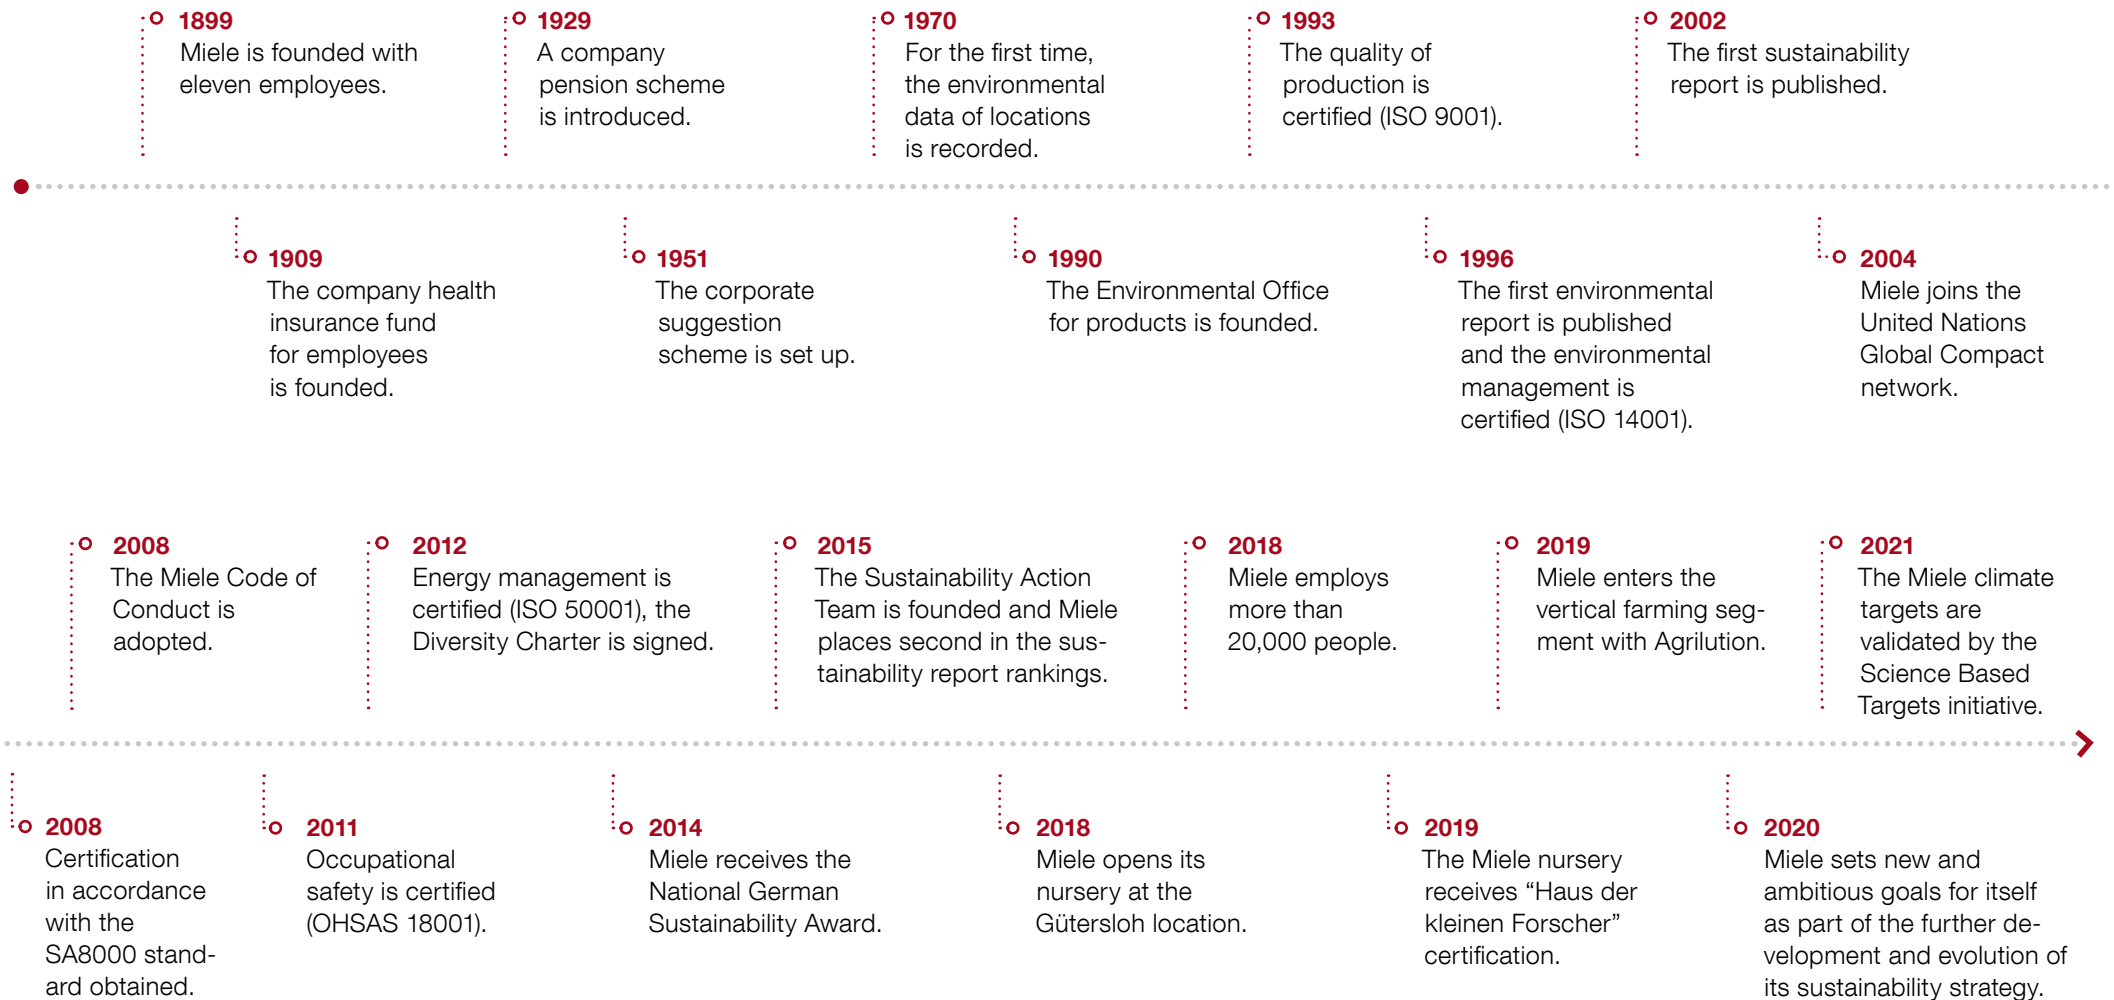 1899
Miele is founded with
eleven employees.
1929
A company
pension scheme
is introduced.
1970
For the first time,
the environmental
data of locations
is recorded.
1993
The quality of
production is
certified (ISO 9001).
2002
The first sustainability
report is published.
1909
The company health
insurance fund
for employees
is founded.
1951
The corporate
suggestion
scheme is set up.
1990
The Environmental Office
for products is founded.
1996
The first environmental
report is published
and the environmental
management is
certified (ISO 14001).
2004
Miele joins the
United Nations
Global Compact
network.
2008
The Miele Code of
Conduct is
adopted.
2012
Energy management is
certified (ISO 50001), the
Diversity Charter is signed.
2015
The Sustainability Action
Team is founded and Miele
places second in the sus-
tainability report rankings.
2018
Miele employs
more than
20,000 people.
2019
Miele enters the
vertical farming seg-
ment with Agrilution.
2021
The Miele climate
targets are
validated by the
Science Based
Targets initiative.
2008
Certification
in accordance
with the
SA8000 stand-
ard obtained.
2011
Occupational
safety is certified
(OHSAS 18001).
2014
Miele receives the
National German
Sustainability Award.
2018
Miele opens its
nursery at the
Gütersloh location.
2019
The Miele nursery
receives “Haus der
kleinen Forscher”
certification.
2020
Miele sets new and
ambitious goals for itself
as part of the further de-
velopment and evolution of
its sustainability strategy.